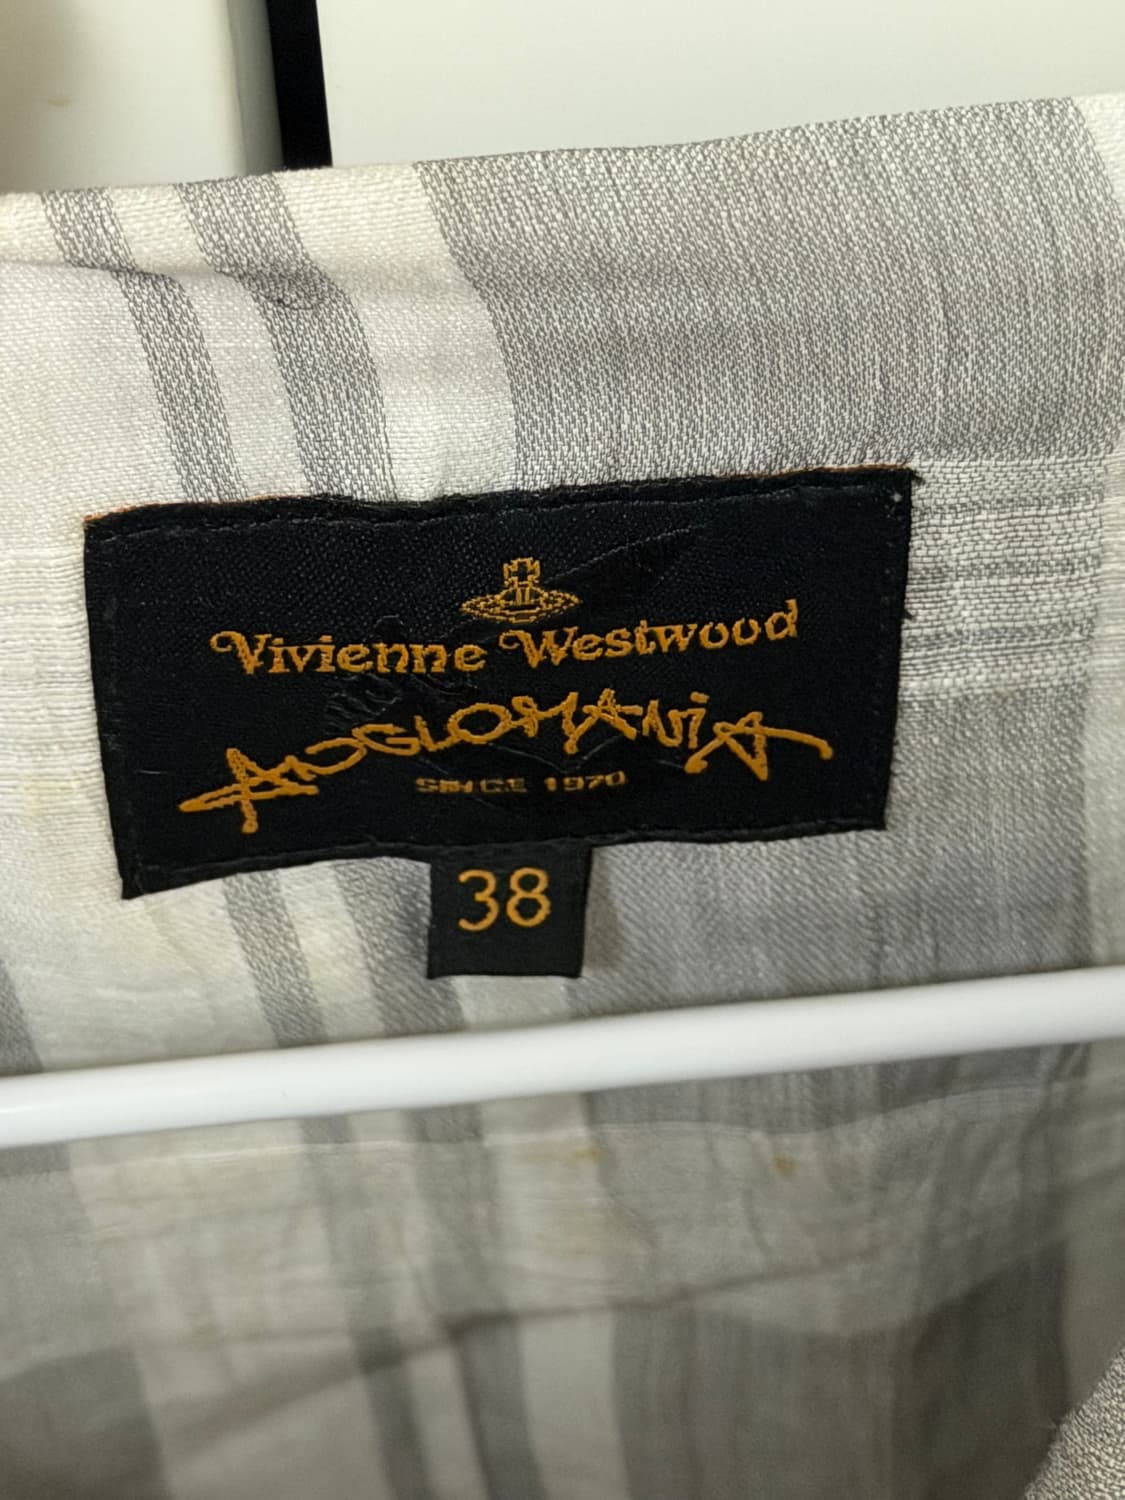 Vivienne Westwood
ANGLOMANIA
SINCE 1970
38